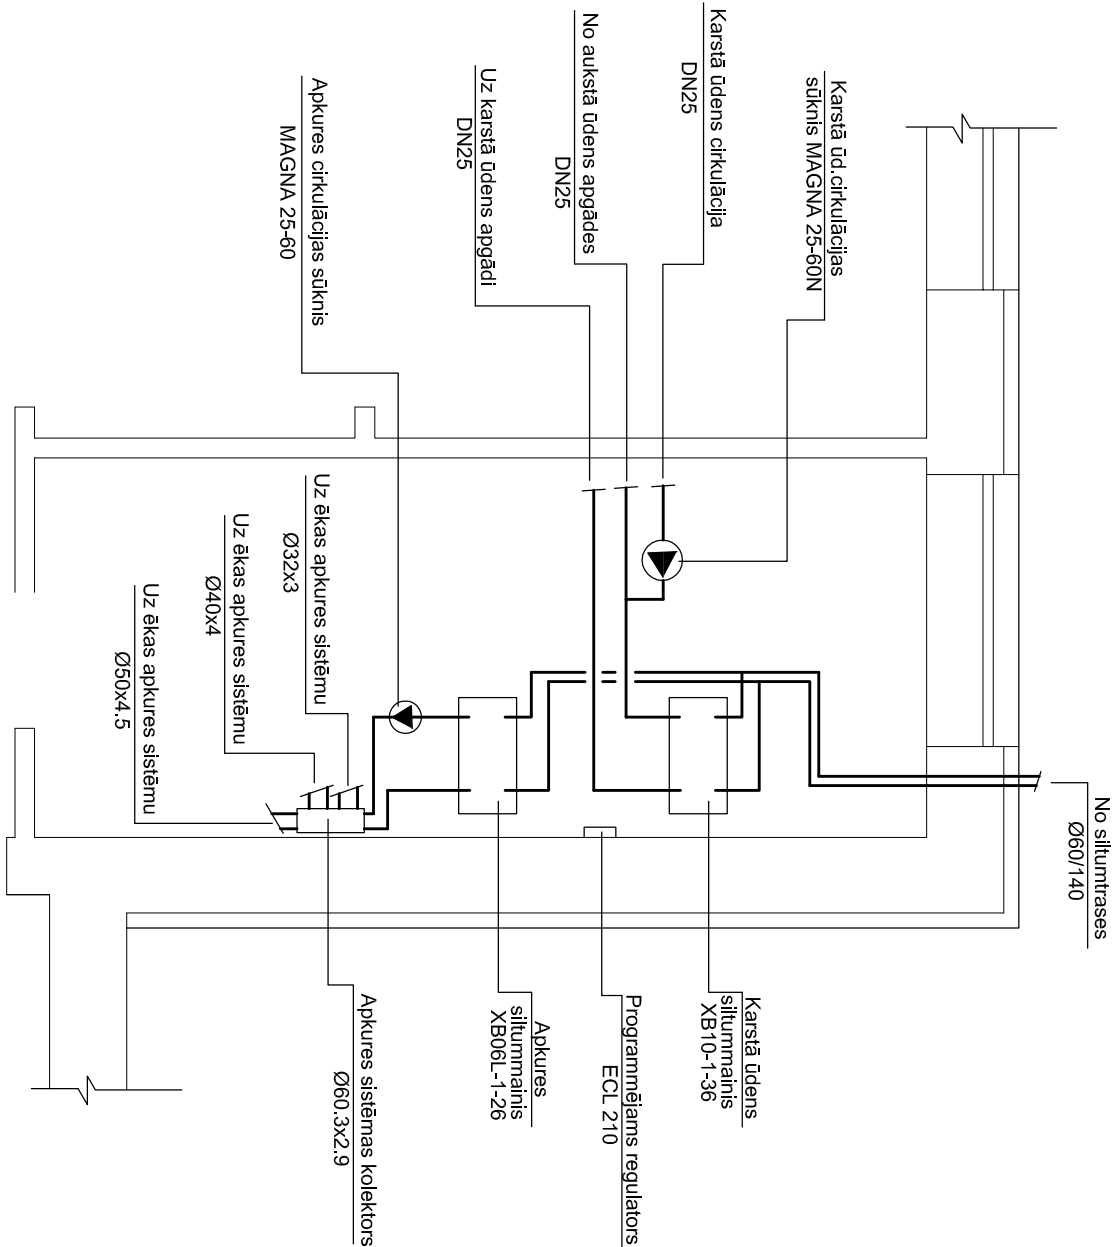 Karstā ūd.cirkulācijas
sūknis MAGNA 25-60N
Karstā ūdens cirkulācija
DN25
No aukstā ūdens apgādes
DN25
Uz karstā ūdens apgādi
DN25
Apkures cirkulācijas sūknis
MAGNA 25-60
Uz ēkas apkures sistēmu
Ø32x3
Uz ēkas apkures sistēmu
Ø40x4
Uz ēkas apkures sistēmu
Ø50x4.5
No siltumtrases
Ø60/140
Karstā ūdens
siltummainis
XB10-1-36
Programmējams regulators
ECL 210
Apkures
siltummainis
XB06L-1-26
Apkures sistēmas kolektors
Ø60.3x2.9